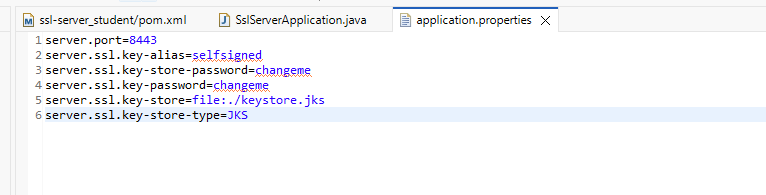 ssl-server_student/pom.xml SslServerApplication.java application.properties
1 server.port=8443
2 server.ssl.key-alias=selfsigned
3 server.ssl.key-store-password=changeme
4 server.ssl.key-password=changeme
5 server.ssl.key-store=file:./keystore.jks
6 server.ssl.key-store-type=JKS